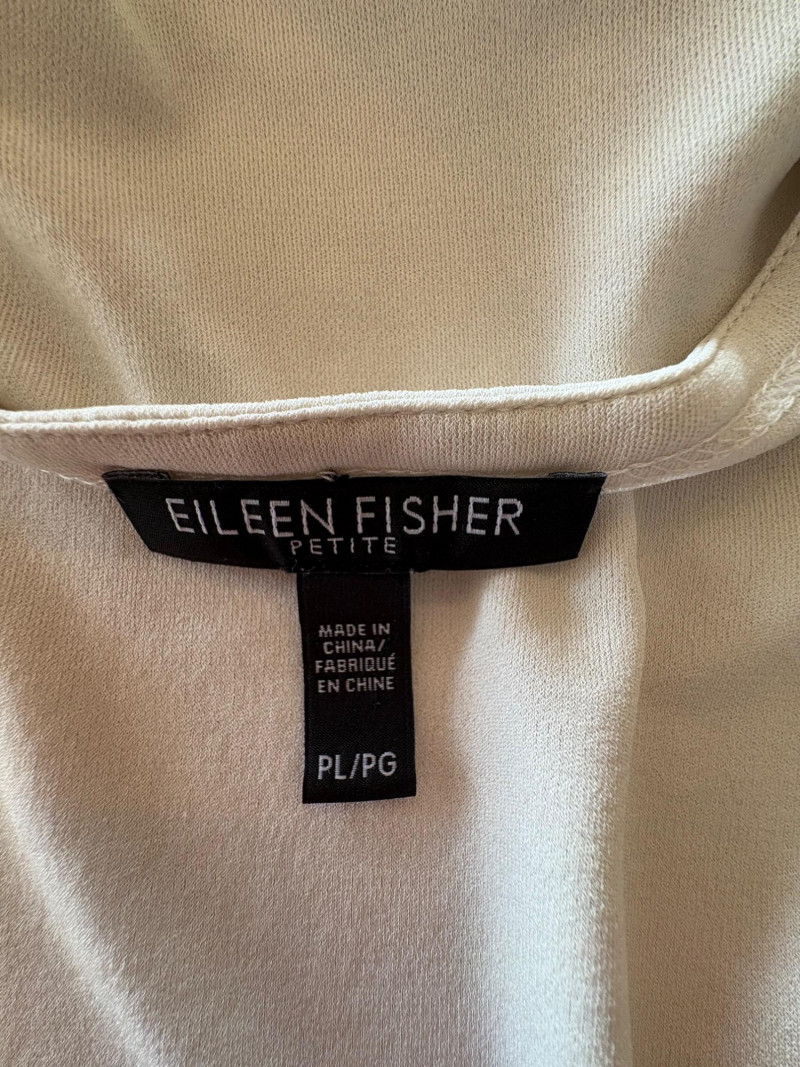 EILEEN FISHER
PETITE
MADE IN
CHINA/
FABRIQUÉ
EN CHINE
PL/PG